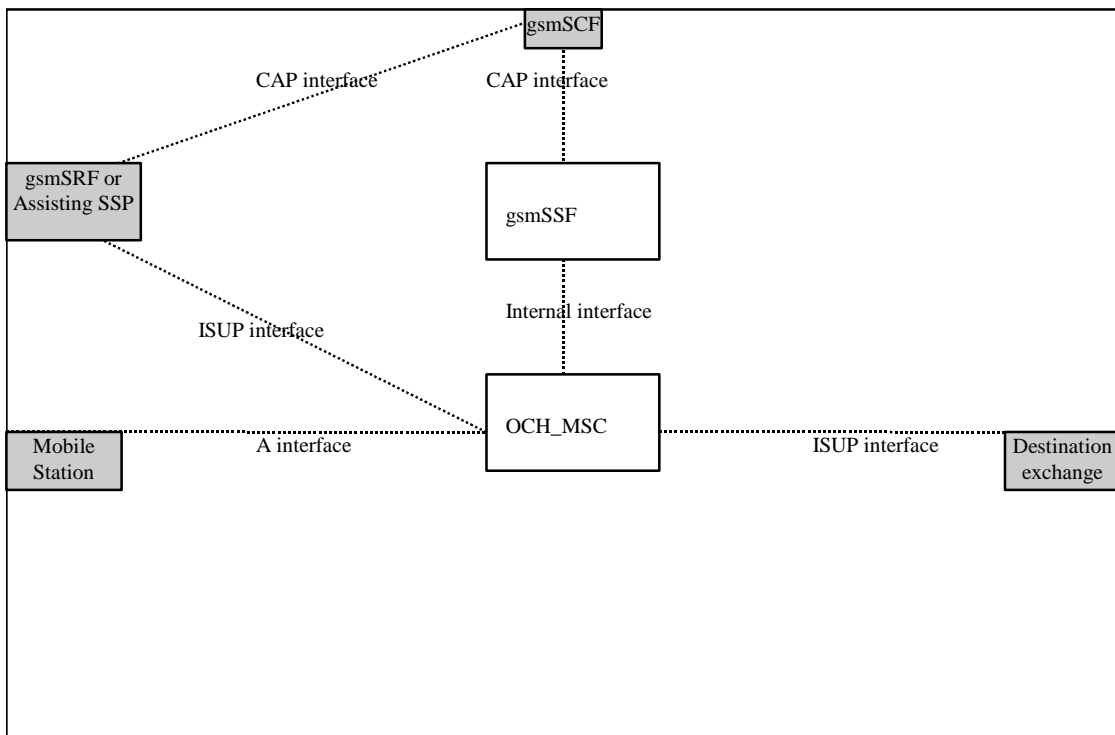 gsmSCF
CAP interface
CAP interface
gsmSRF or
Assisting SSP
gsmSSF
Internal interface
ISUP interface
OCH_MSC
Mobile
Station
A interface
ISUP interface
Destination
exchange